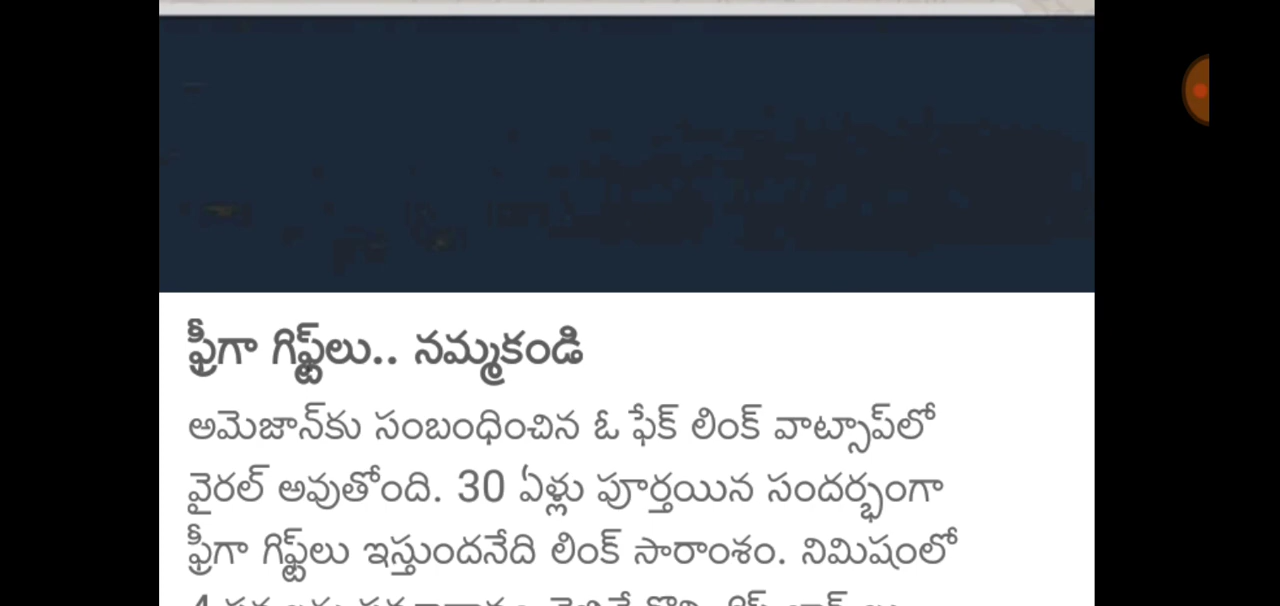 ఫ్రీగా గిఫ్ట్‌లు.. నమ్మకండి
అమెజాన్‌కు సంబంధించిన ఓ ఫేక్ లింక్ వాట్సాప్‌లో
వైరల్ అవుతోంది. 30 ఏళ్లు పూర్తయిన సందర్భంగా
ఫ్రీగా గిఫ్ట్‌లు ఇస్తుందనేది లింక్ సారాంశం. నిమిషంలో